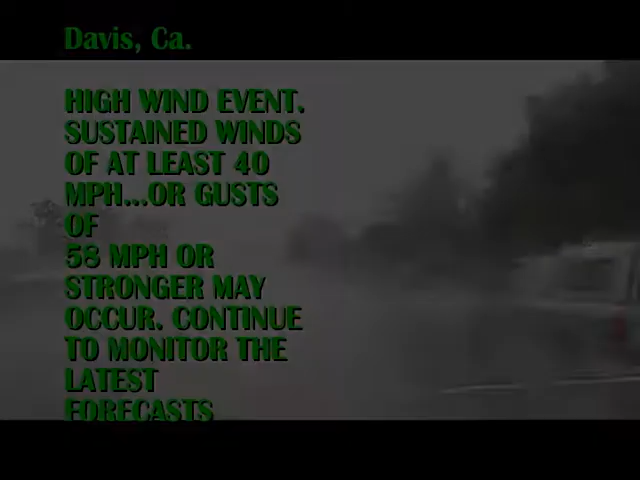 Davis, Ca.
HIGH WIND EVENT.
SUSTAINED WINDS
OF AT LEAST 40
MPH...OR GUSTS
OF
58 MPH OR
STRONGER MAY
OCCUR. CONTINUE
TO MONITOR THE
LATEST
FORECASTS